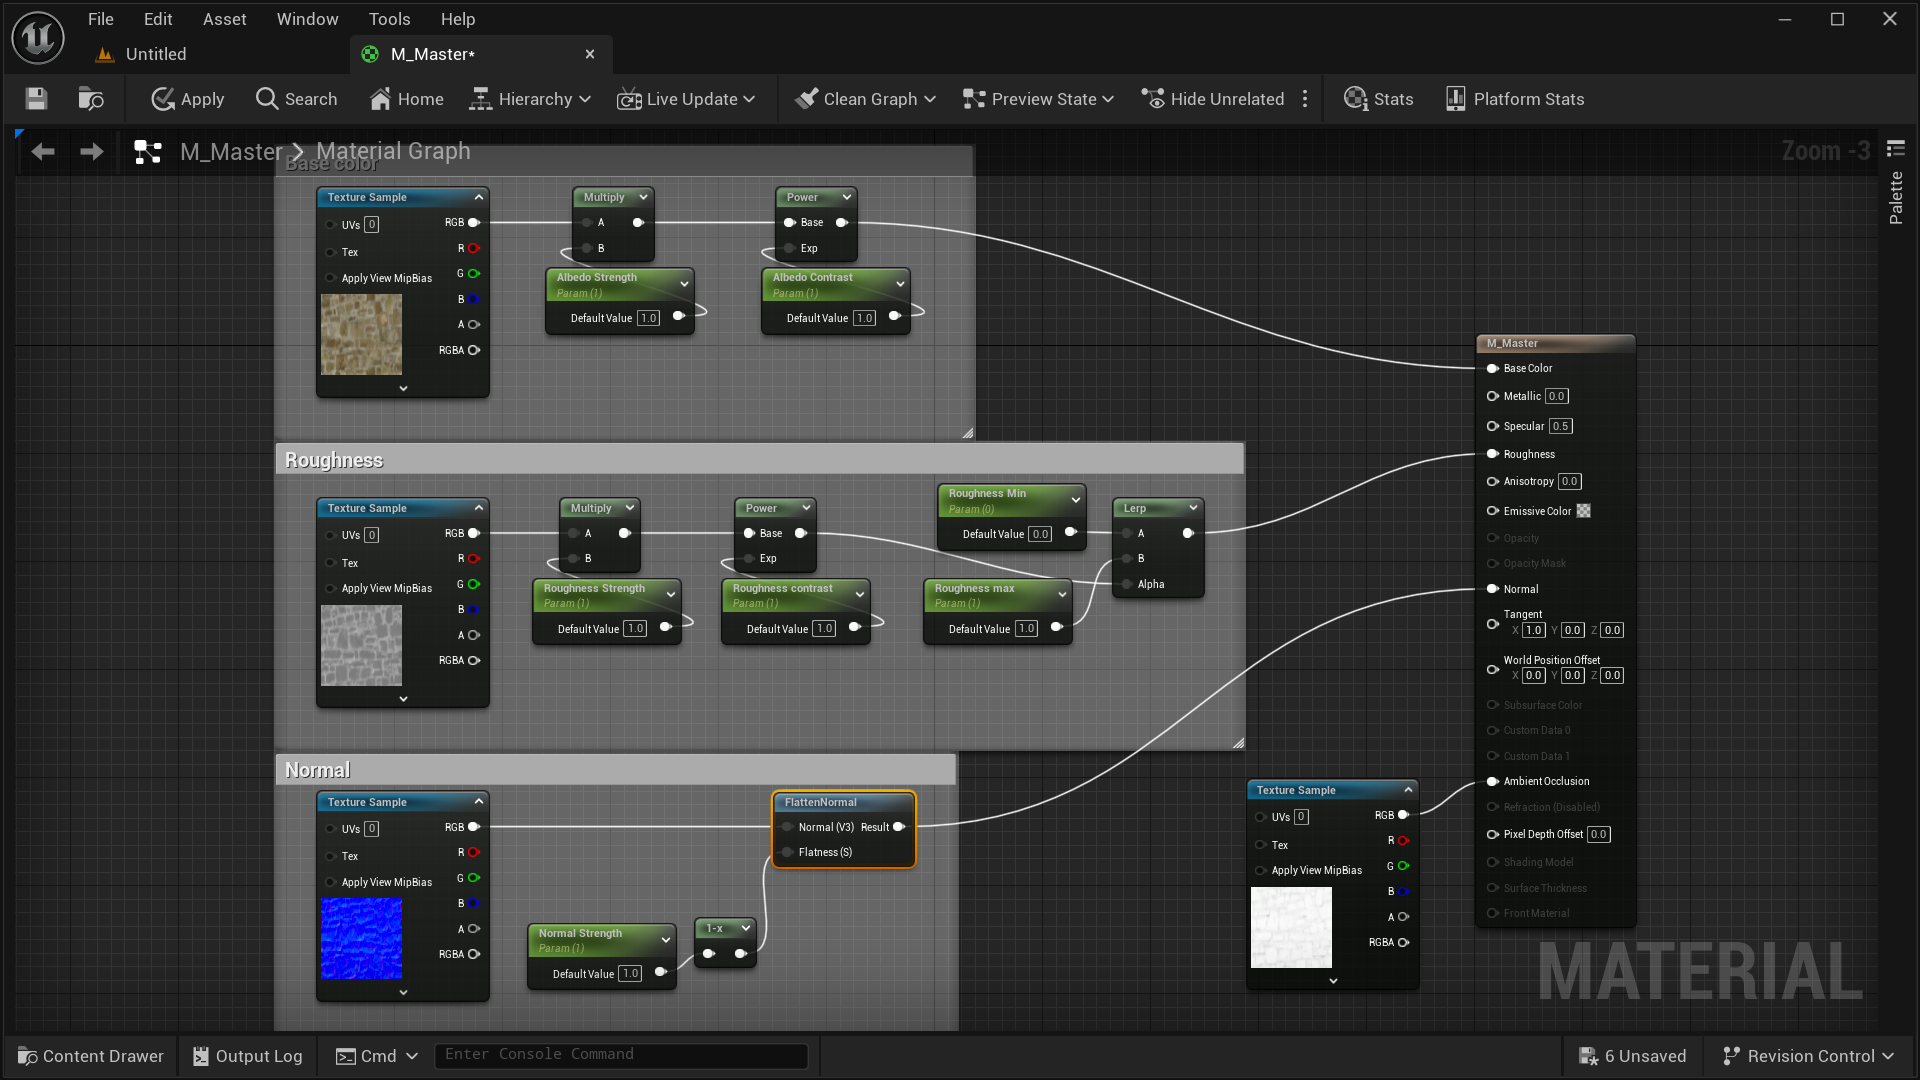 File Edit Asset Window Tools Help
Untitled
M_Master*
Apply Search Home Hierarchy Live Update Clean Graph Preview State Hide Unrelated Stats Platform Stats
M_Master > Material Graph
Zoom -3
Palette
Base color
Texture Sample
UVs 0
Tex
Apply View MipBias
RGB
R
G
B
A
RGBA
Multiply
A
B
Albedo Strength
Param (1)
Default Value 1.0
Power
Base
Exp
Albedo Contrast
Param (1)
Default Value 1.0
Roughness
Texture Sample
UVs 0
Tex
Apply View MipBias
RGB
R
G
B
A
RGBA
Multiply
A
B
Roughness Strength
Param (1)
Default Value 1.0
Power
Base
Exp
Roughness contrast
Param (1)
Default Value 1.0
Roughness Min
Param (0)
Default Value 0.0
Roughness max
Param (1)
Default Value 1.0
Lerp
A
B
Alpha
Normal
Texture Sample
UVs 0
Tex
Apply View MipBias
RGB
R
G
B
A
RGBA
FlattenNormal
Normal (V3) Result
Flatness (S)
Normal Strength
Param (1)
Default Value 1.0
1-x
Texture Sample
UVs 0
Tex
Apply View MipBias
RGB
R
G
B
A
RGBA
M_Master
Base Color
Metallic 0.0
Specular 0.5
Roughness
Anisotropy 0.0
Emissive Color
Opacity
Opacity Mask
Normal
Tangent
X 1.0 Y 0.0 Z 0.0
World Position Offset
X 0.0 Y 0.0 Z 0.0
Subsurface Color
Custom Data 0
Custom Data 1
Ambient Occlusion
Refraction (Disabled)
Pixel Depth Offset 0.0
Shading Model
Surface Thickness
Front Material
MATERIAL
Content Drawer Output Log Cmd Enter Console Command 6 Unsaved Revision Control